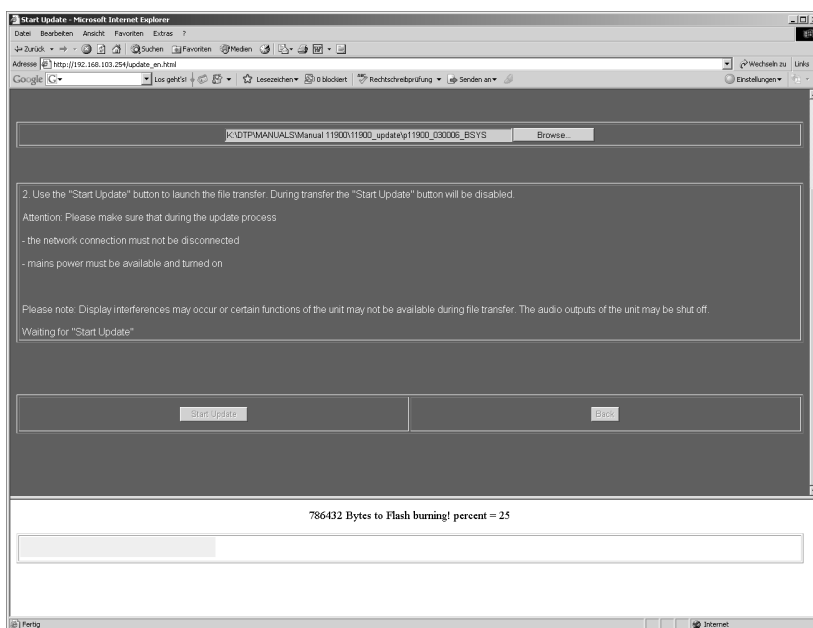 Start Update - Microsoft Internet Explorer
Datei Bearbeiten Ansicht Favoriten Extras ?
Zurück Suchen Favoriten Medien
Adresse http://192.168.103.254/update_en.html Wechseln zu Links
Google G Los geht's! Lesezeichen 0 blockiert Rechtschreibprüfung Senden an Einstellungen
K:\DTP\MANUALS\Manual 11900\11900_update\p11900_030006_BSYS Browse...
2. Use the "Start Update" button to launch the file transfer. During transfer the "Start Update" button will be disabled.
Attention: Please make sure that during the update process
- the network connection must not be disconnected
- mains power must be available and turned on
Please note: Display interferences may occur or certain functions of the unit may not be available during file transfer. The audio outputs of the unit may be shut off.
Waiting for "Start Update"
Start Update Back
786432 Bytes to Flash burning! percent = 25
Fertig Internet